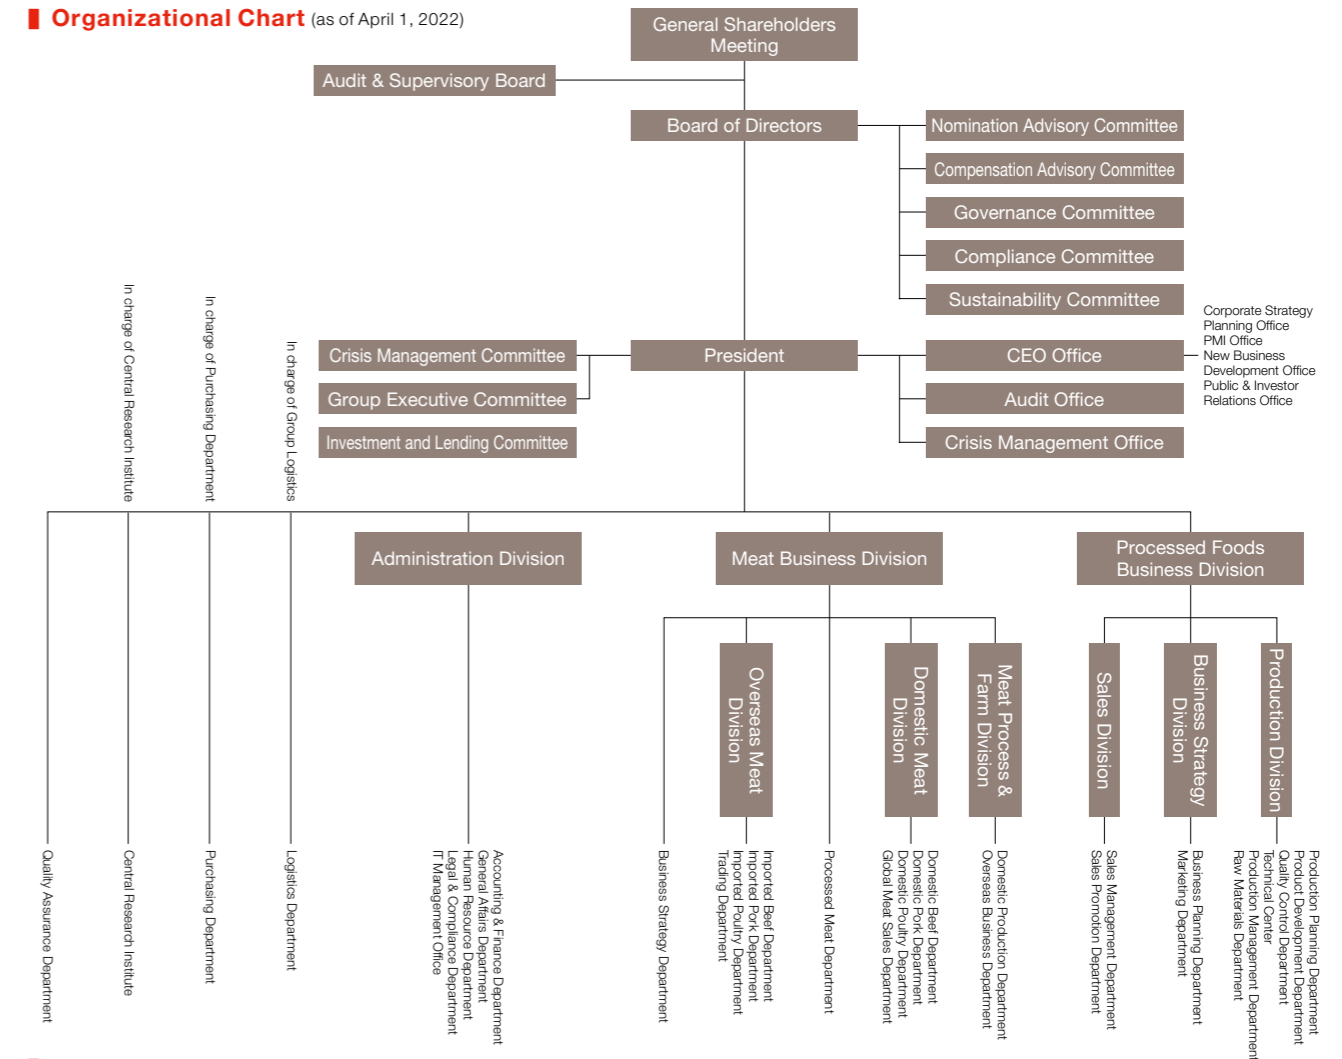 Organizational Chart (as of April 1, 2022)
General Shareholders
Meeting
Audit & Supervisory Board
Board of Directors
Nomination Advisory Committee
Compensation Advisory Committee
Governance Committee
Compliance Committee
Sustainability Committee
President
Crisis Management Committee
Group Executive Committee
Investment and Lending Committee
CEO Office
Audit Office
Crisis Management Office
Corporate Strategy
Planning Office
PMI Office
New Business
Development Office
Public & Investor
Relations Office
In charge of Central Research Institute
In charge of Purchasing Department
In charge of Group Logistics
Administration Division
Meat Business Division
Processed Foods
Business Division
Overseas Meat
Division
Domestic Meat
Division
Meat Process &
Farm Division
Sales Division
Business Strategy
Division
Production Division
Quality Assurance Department
Central Research Institute
Purchasing Department
Logistics Department
Accounting & Finance Department
General Affairs Department
Human Resource Department
Legal & Compliance Department
IT Management Office
Business Strategy Department
Imported Beef Department
Imported Pork Department
Imported Poultry Department
Trading Department
Processed Meat Department
Domestic Beef Department
Domestic Pork Department
Domestic Poultry Department
Global Meat Sales Department
Domestic Production Department
Overseas Business Department
Sales Management Department
Sales Promotion Department
Business Planning Department
Marketing Department
Production Planning Department
Product Development Department
Quality Control Department
Technical Center
Production Management Department
Raw Materials Department